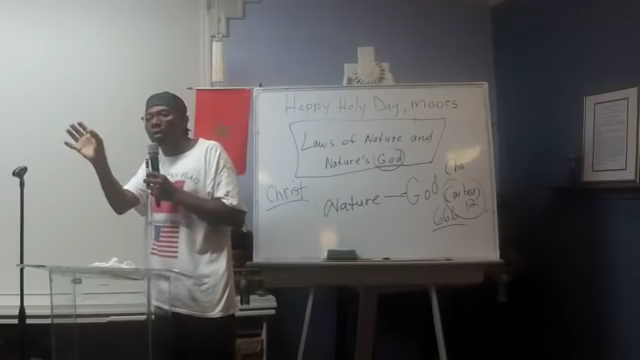 Happy Holy Day, Moors
Laws of Nature and
Nature's God
Christ
Nature — God
Carbon
12